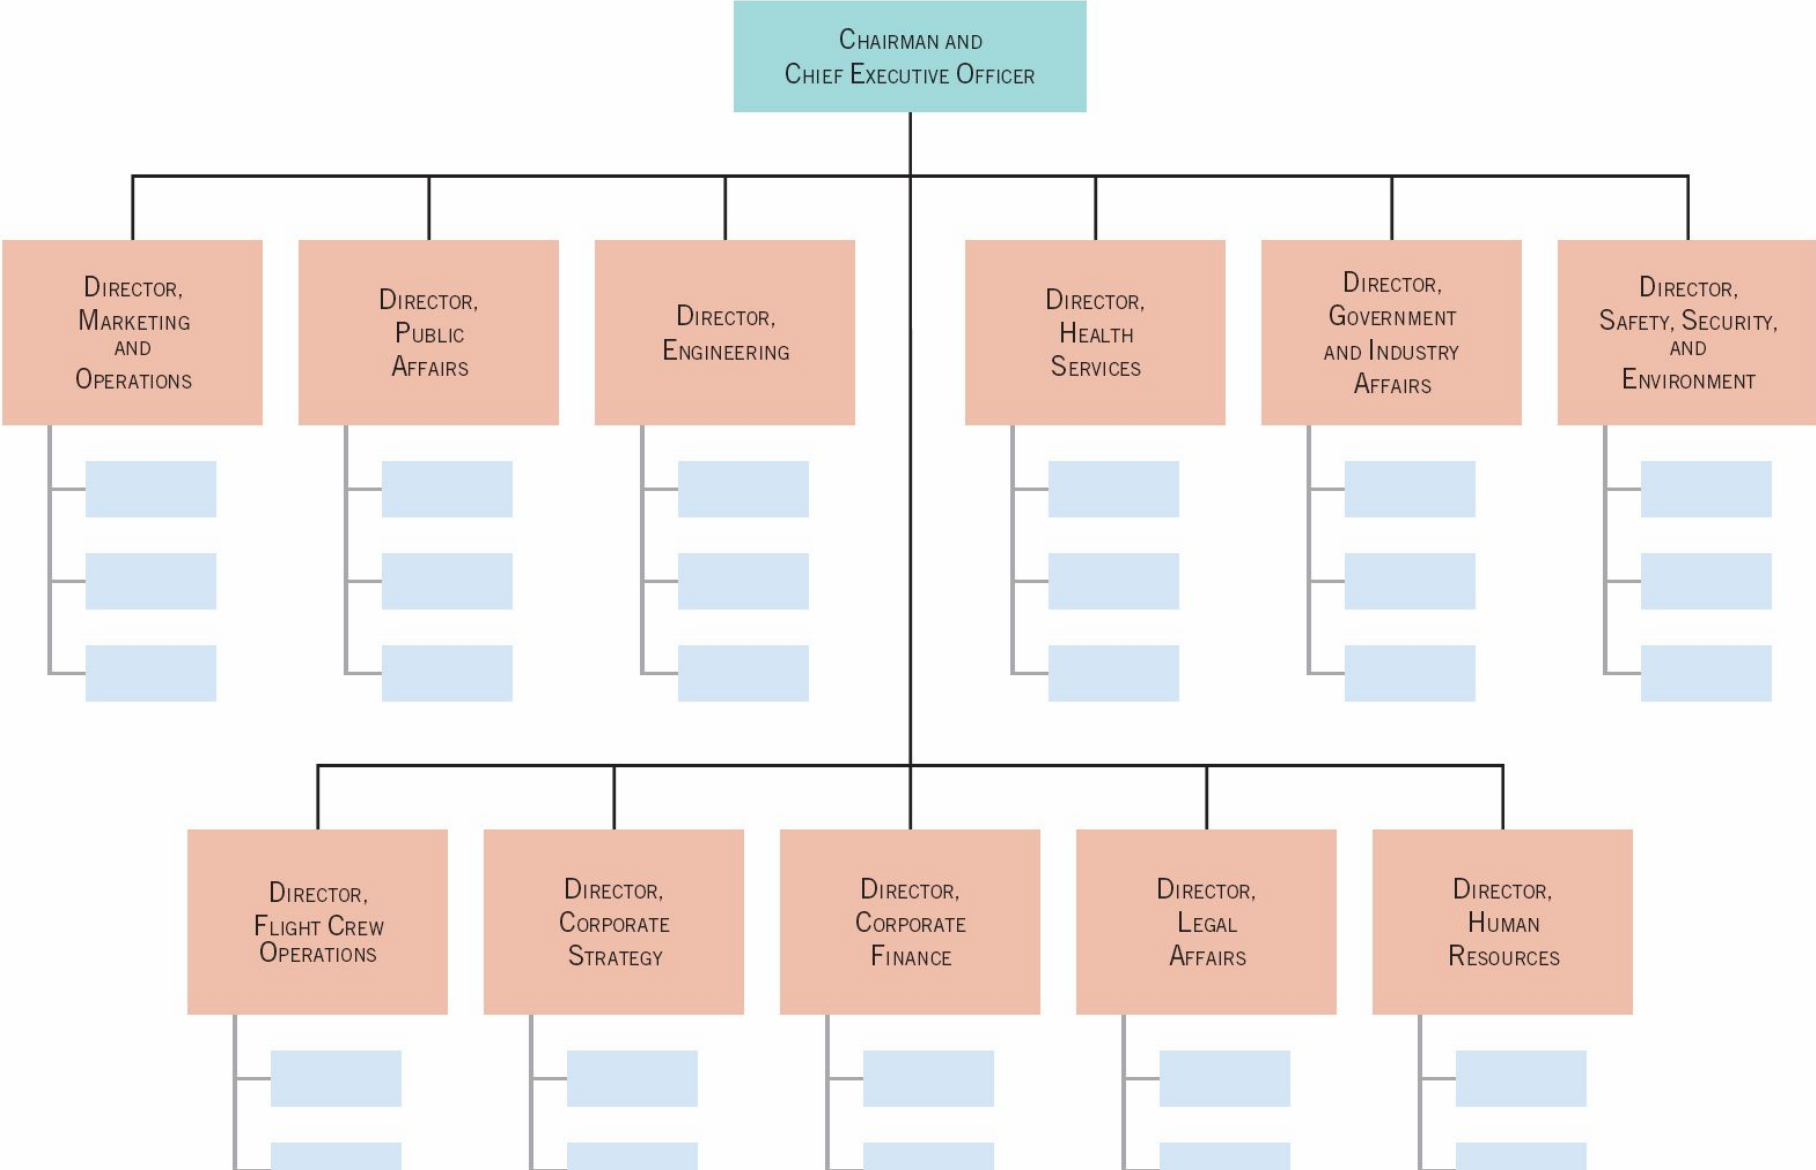 CHAIRMAN AND
CHIEF EXECUTIVE OFFICER
DIRECTOR,
MARKETING
AND
OPERATIONS
DIRECTOR,
PUBLIC
AFFAIRS
DIRECTOR,
ENGINEERING
DIRECTOR,
HEALTH
SERVICES
DIRECTOR,
GOVERNMENT
AND INDUSTRY
AFFAIRS
DIRECTOR,
SAFETY, SECURITY,
AND
ENVIRONMENT
DIRECTOR,
FLIGHT CREW
OPERATIONS
DIRECTOR,
CORPORATE
STRATEGY
DIRECTOR,
CORPORATE
FINANCE
DIRECTOR,
LEGAL
AFFAIRS
DIRECTOR,
HUMAN
RESOURCES